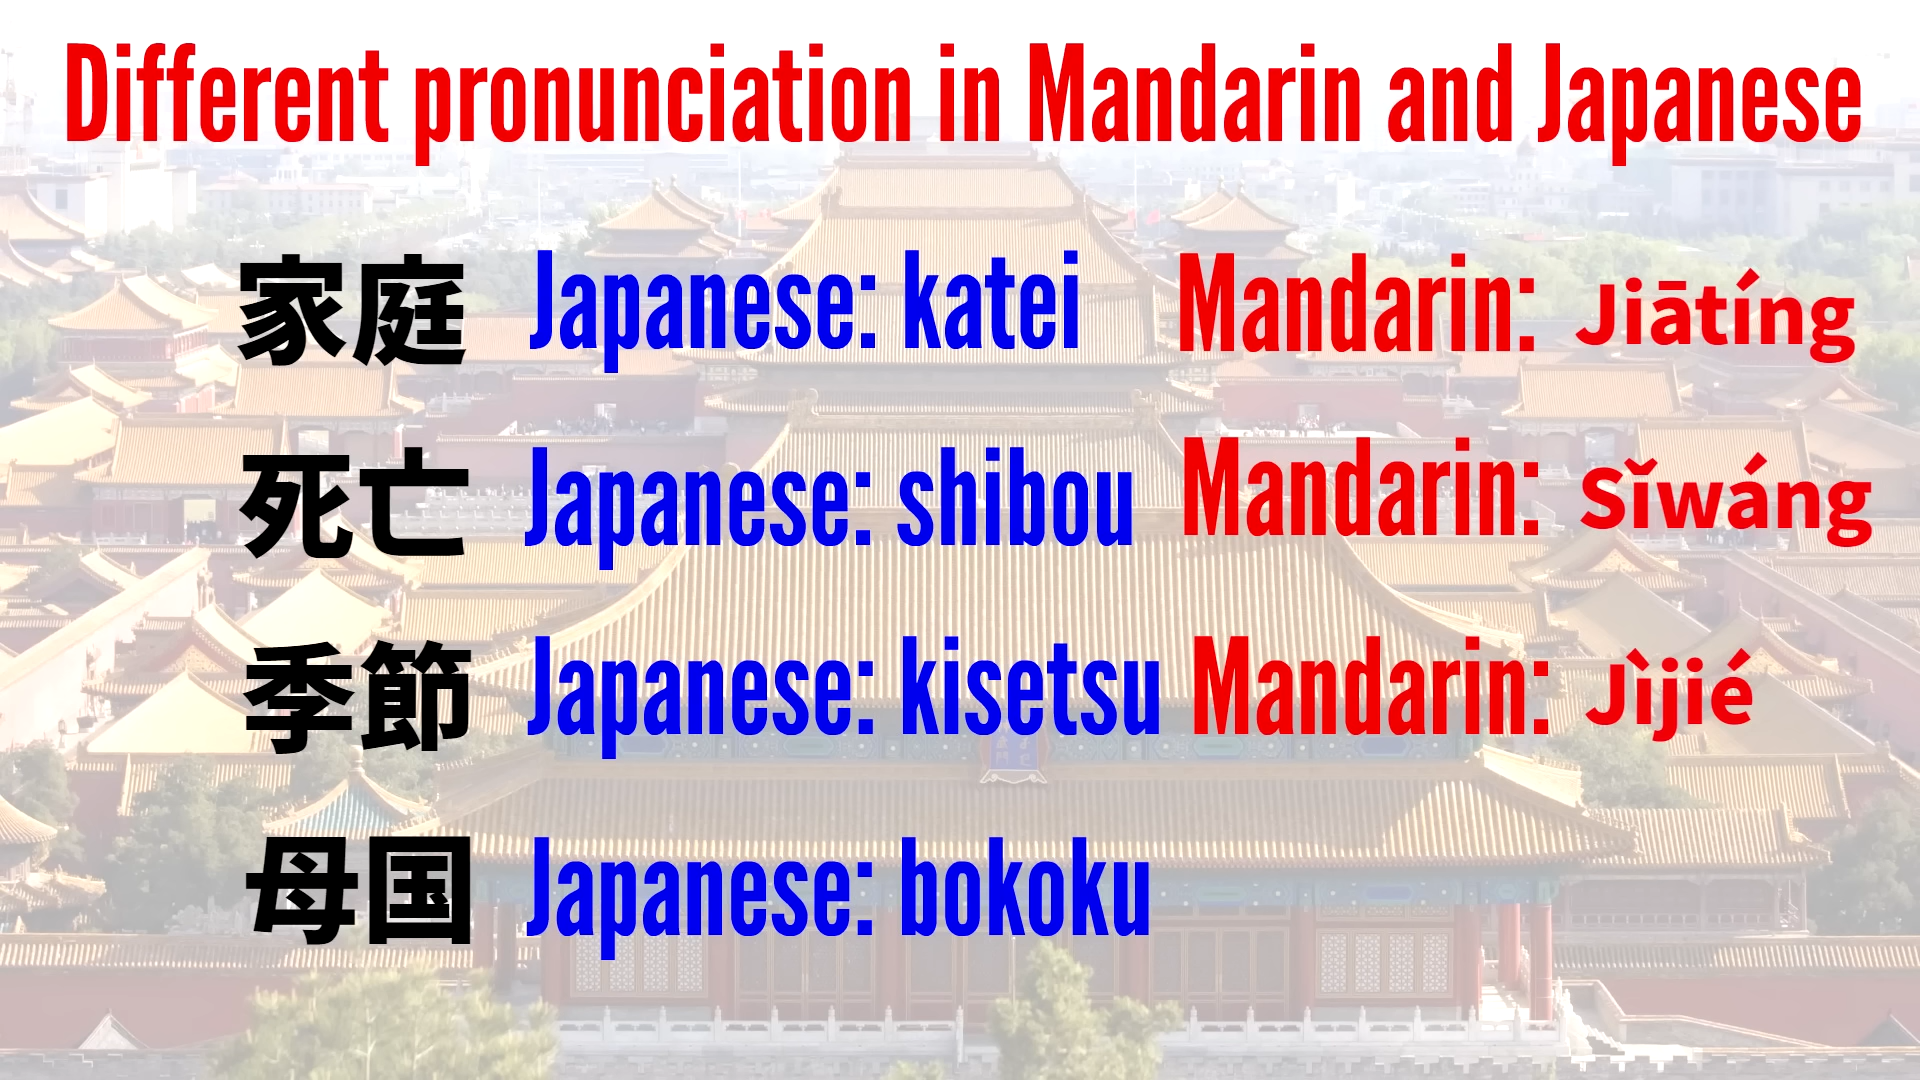 Different pronunciation in Mandarin and Japanese
家庭 Japanese: katei Mandarin: Jiātíng
死亡 Japanese: shibou Mandarin: Sǐwáng
季節 Japanese: kisetsu Mandarin: Jìjié
母国 Japanese: bokoku